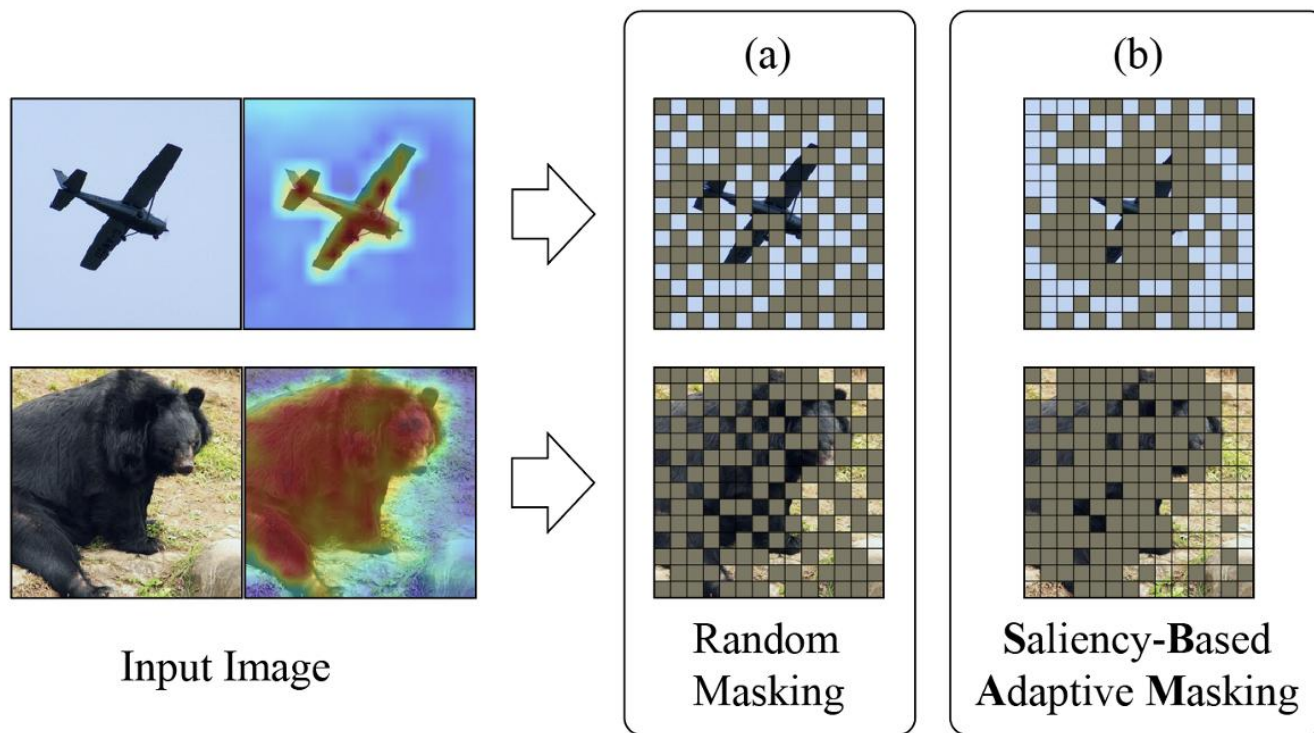 (a)
(b)
Input Image
Random
Masking
Saliency-Based
Adaptive Masking